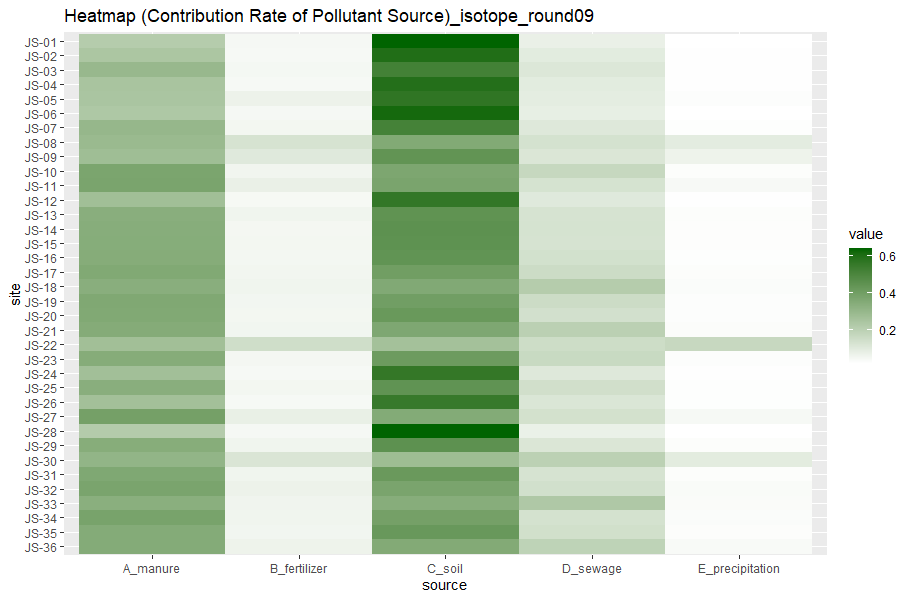 Heatmap (Contribution Rate of Pollutant Source)_isotope_round09
JS-01
JS-02
JS-03
JS-04
JS-05
JS-06
JS-07
JS-08
JS-09
JS-10
JS-11
JS-12
JS-13
JS-14
JS-15
JS-16
JS-17
JS-18
JS-19
JS-20
JS-21
JS-22
JS-23
JS-24
JS-25
JS-26
JS-27
JS-28
JS-29
JS-30
JS-31
JS-32
JS-33
JS-34
JS-35
JS-36
site
A_manure B_fertilizer C_soil D_sewage E_precipitation
source
value
0.6
0.4
0.2